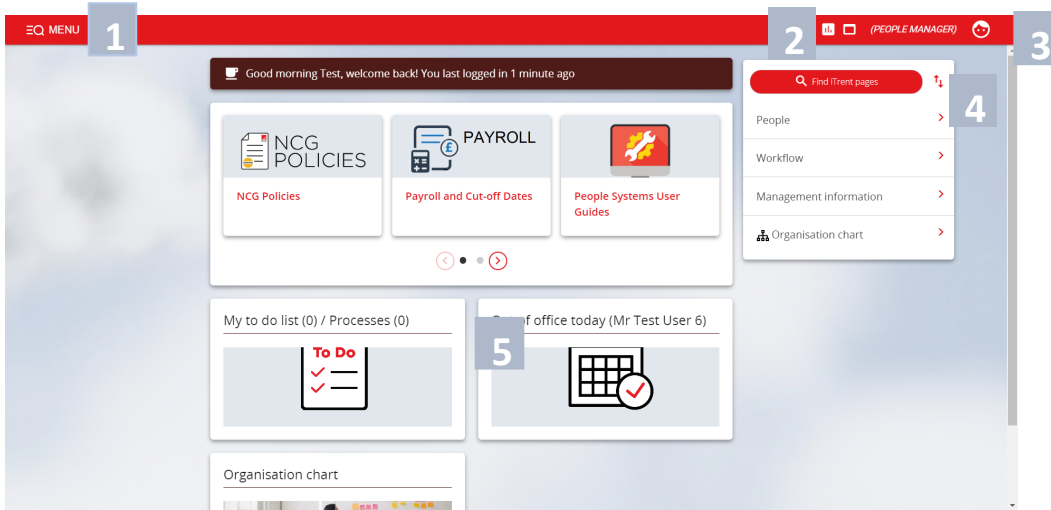 MENU
1
2
(PEOPLE MANAGER)
3
Good morning Test, welcome back! You last logged in 1 minute ago
Find iTrent pages
4
People
Workflow
Management information
Organisation chart
NCG
POLICIES
NCG Policies
PAYROLL
Payroll and Cut-off Dates
People Systems User
Guides
My to do list (0) / Processes (0)
To Do
5
of office today (Mr Test User 6)
Organisation chart